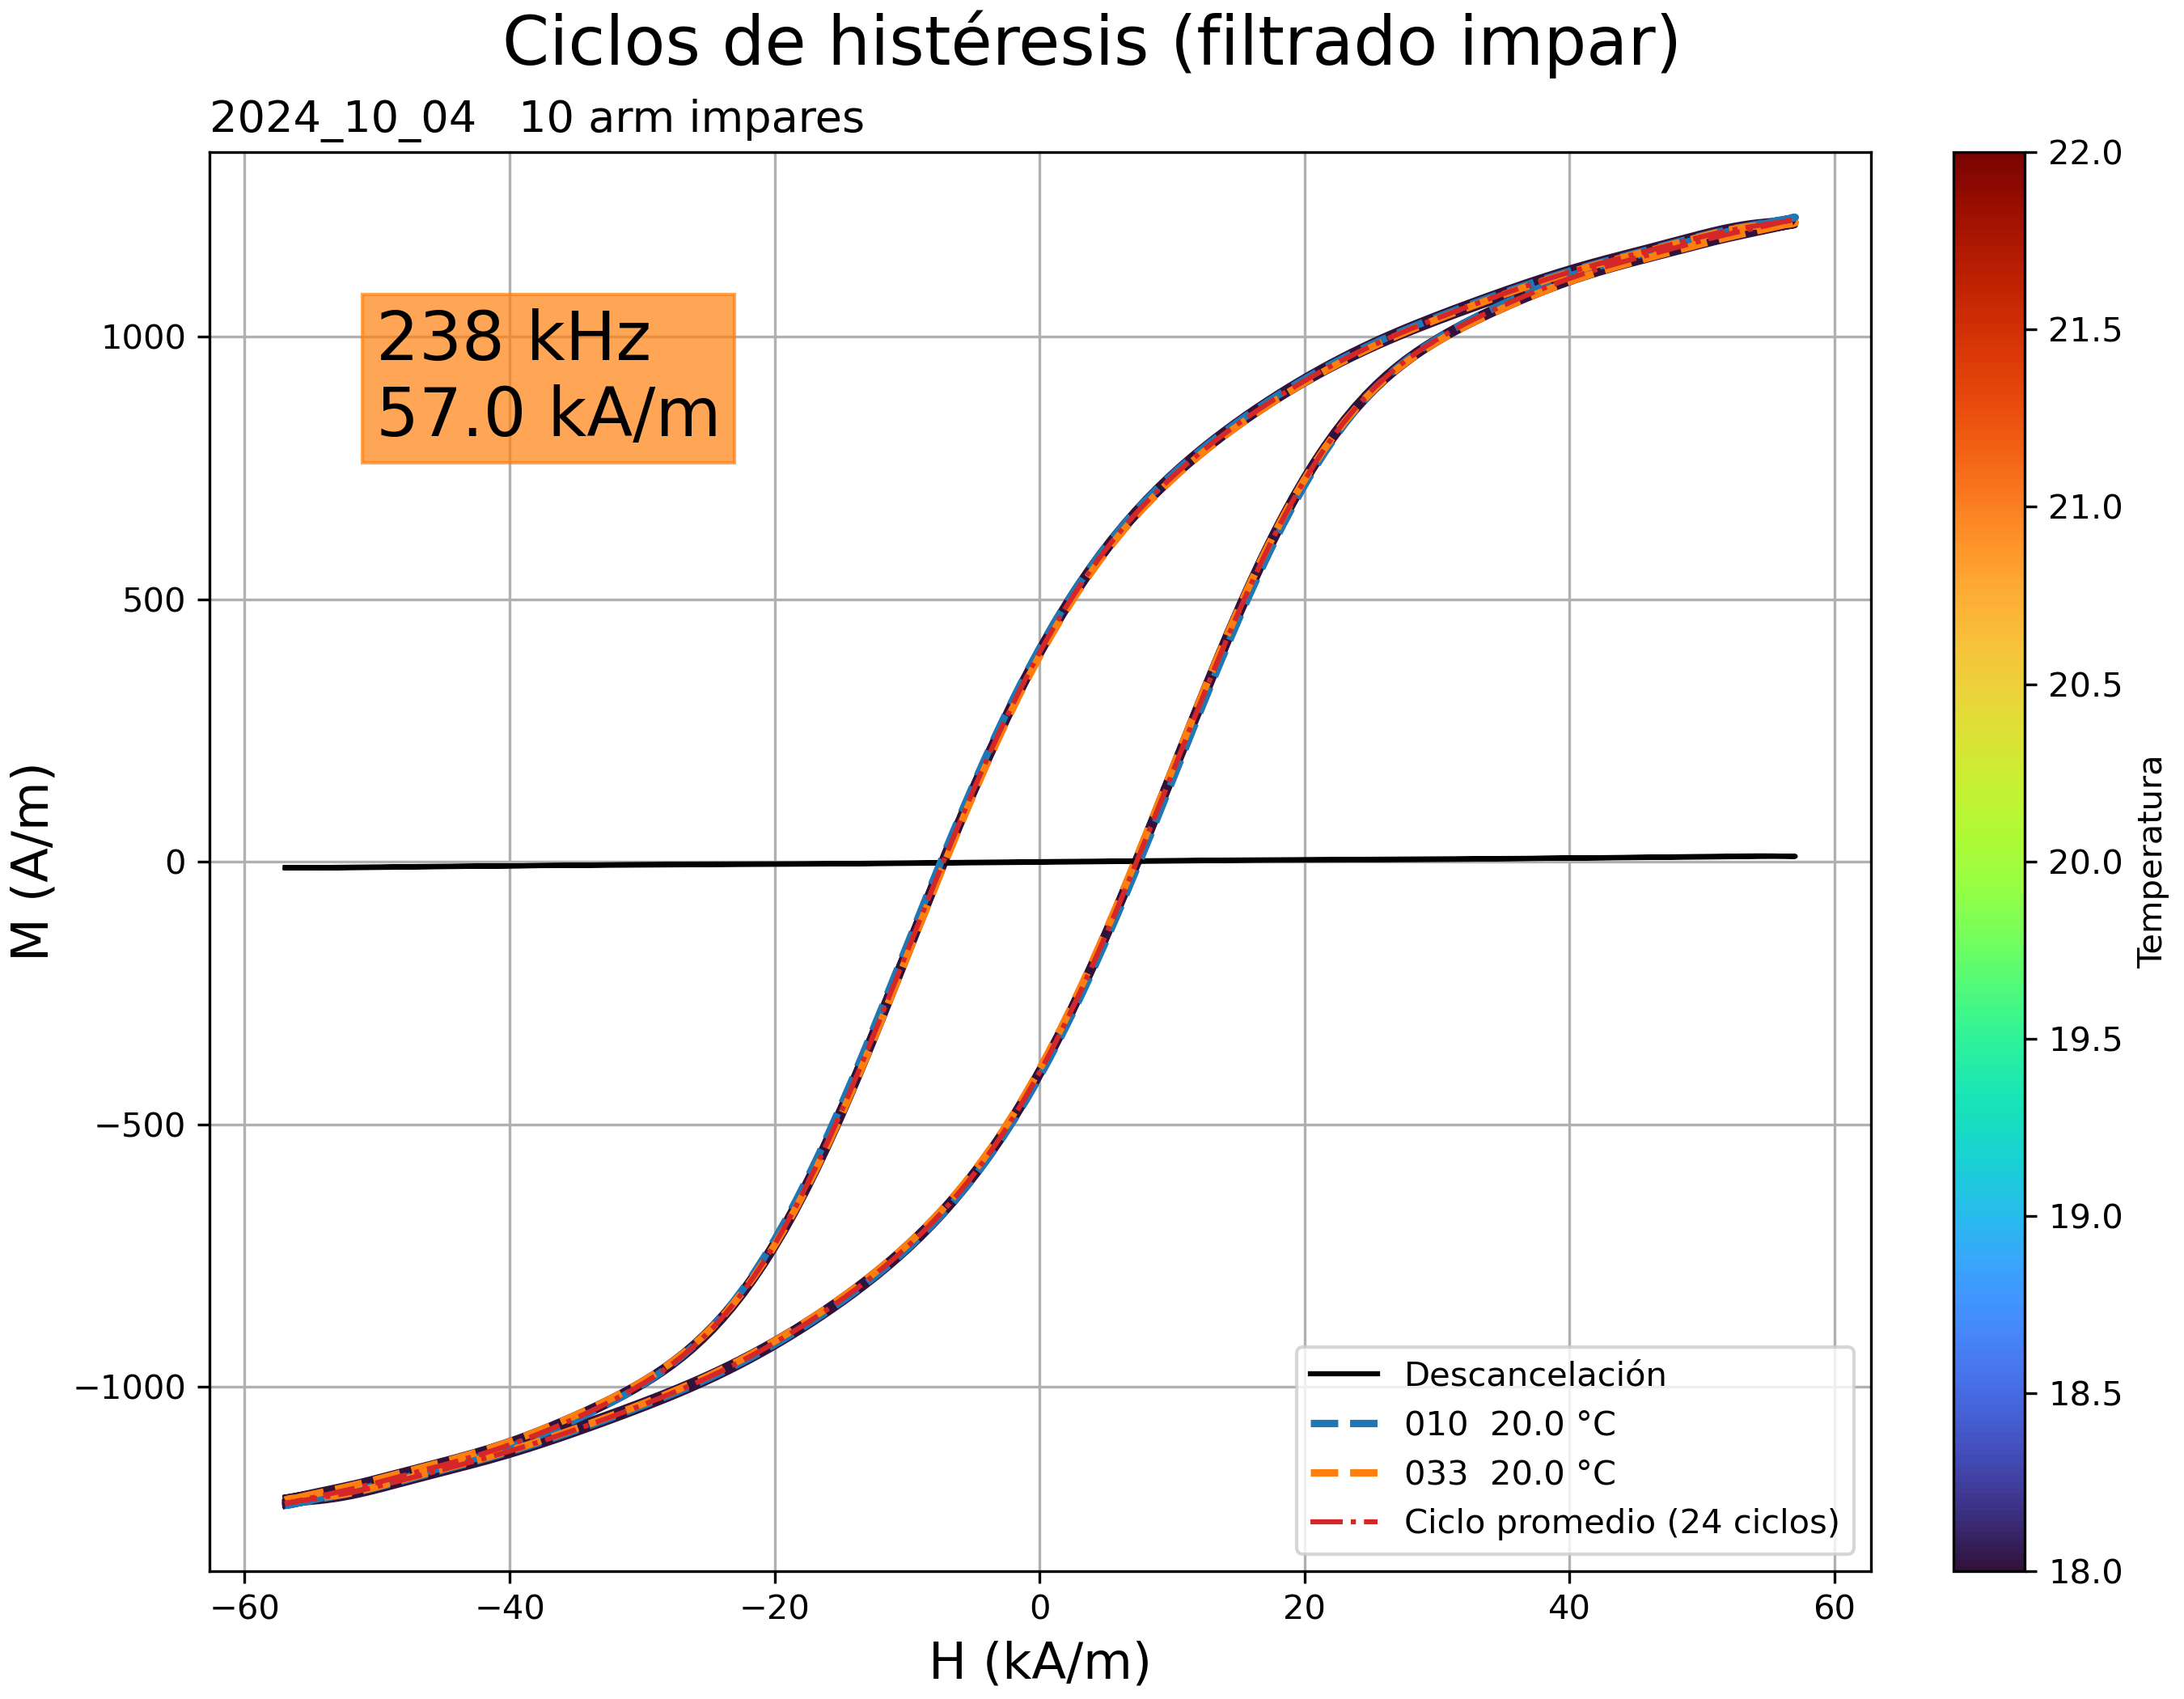 Ciclos de histéresis (filtrado impar)
2024_10_04   10 arm impares
238 kHz
57.0 kA/m
M (A/m)
1000
500
0
−500
−1000
−60
−40
−20
0
20
40
60
H (kA/m)
Descancelación
010  20.0 °C
033  20.0 °C
Ciclo promedio (24 ciclos)
22.0
21.5
21.0
20.5
20.0
19.5
19.0
18.5
18.0
Temperatura